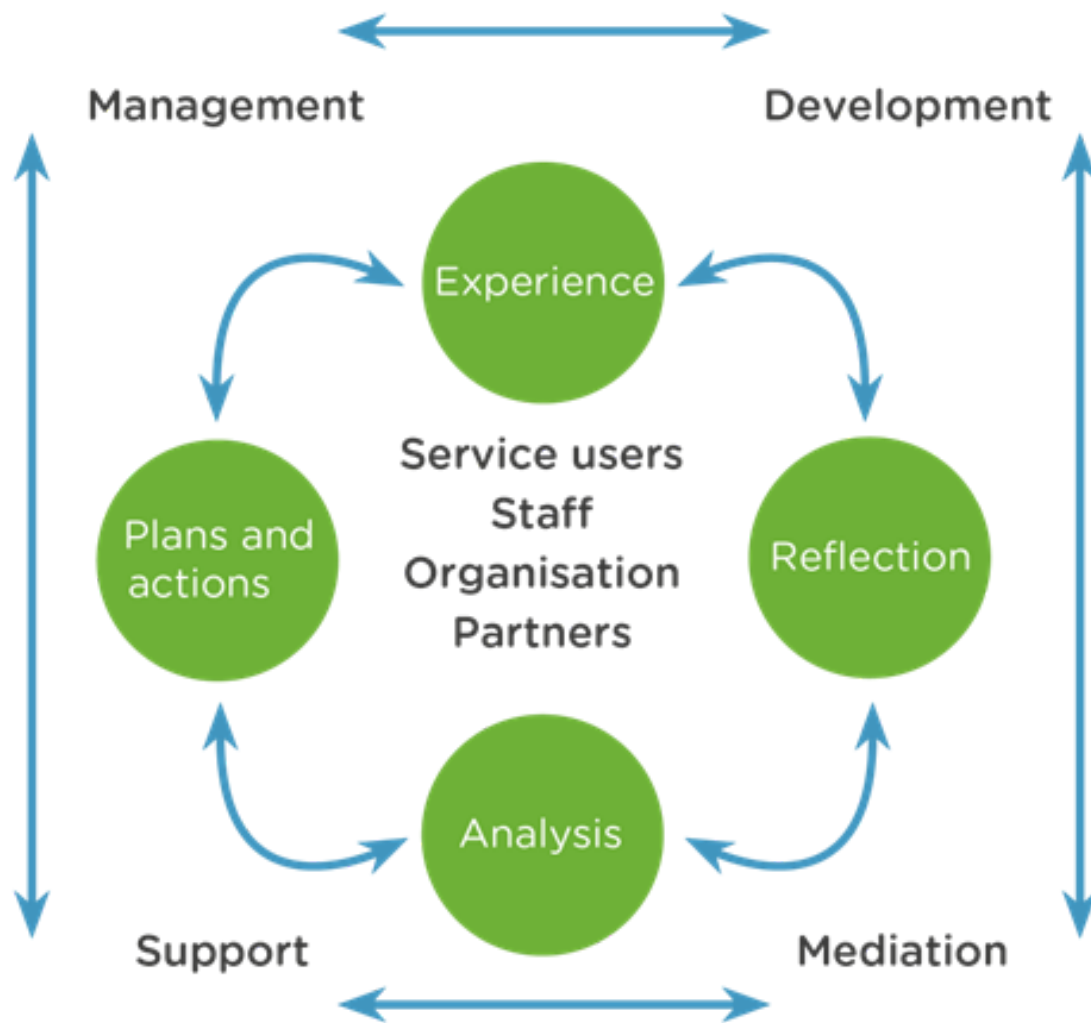 Management
Development
Experience
Service users
Staff
Organisation
Partners
Plans and
actions
Reflection
Analysis
Support
Mediation